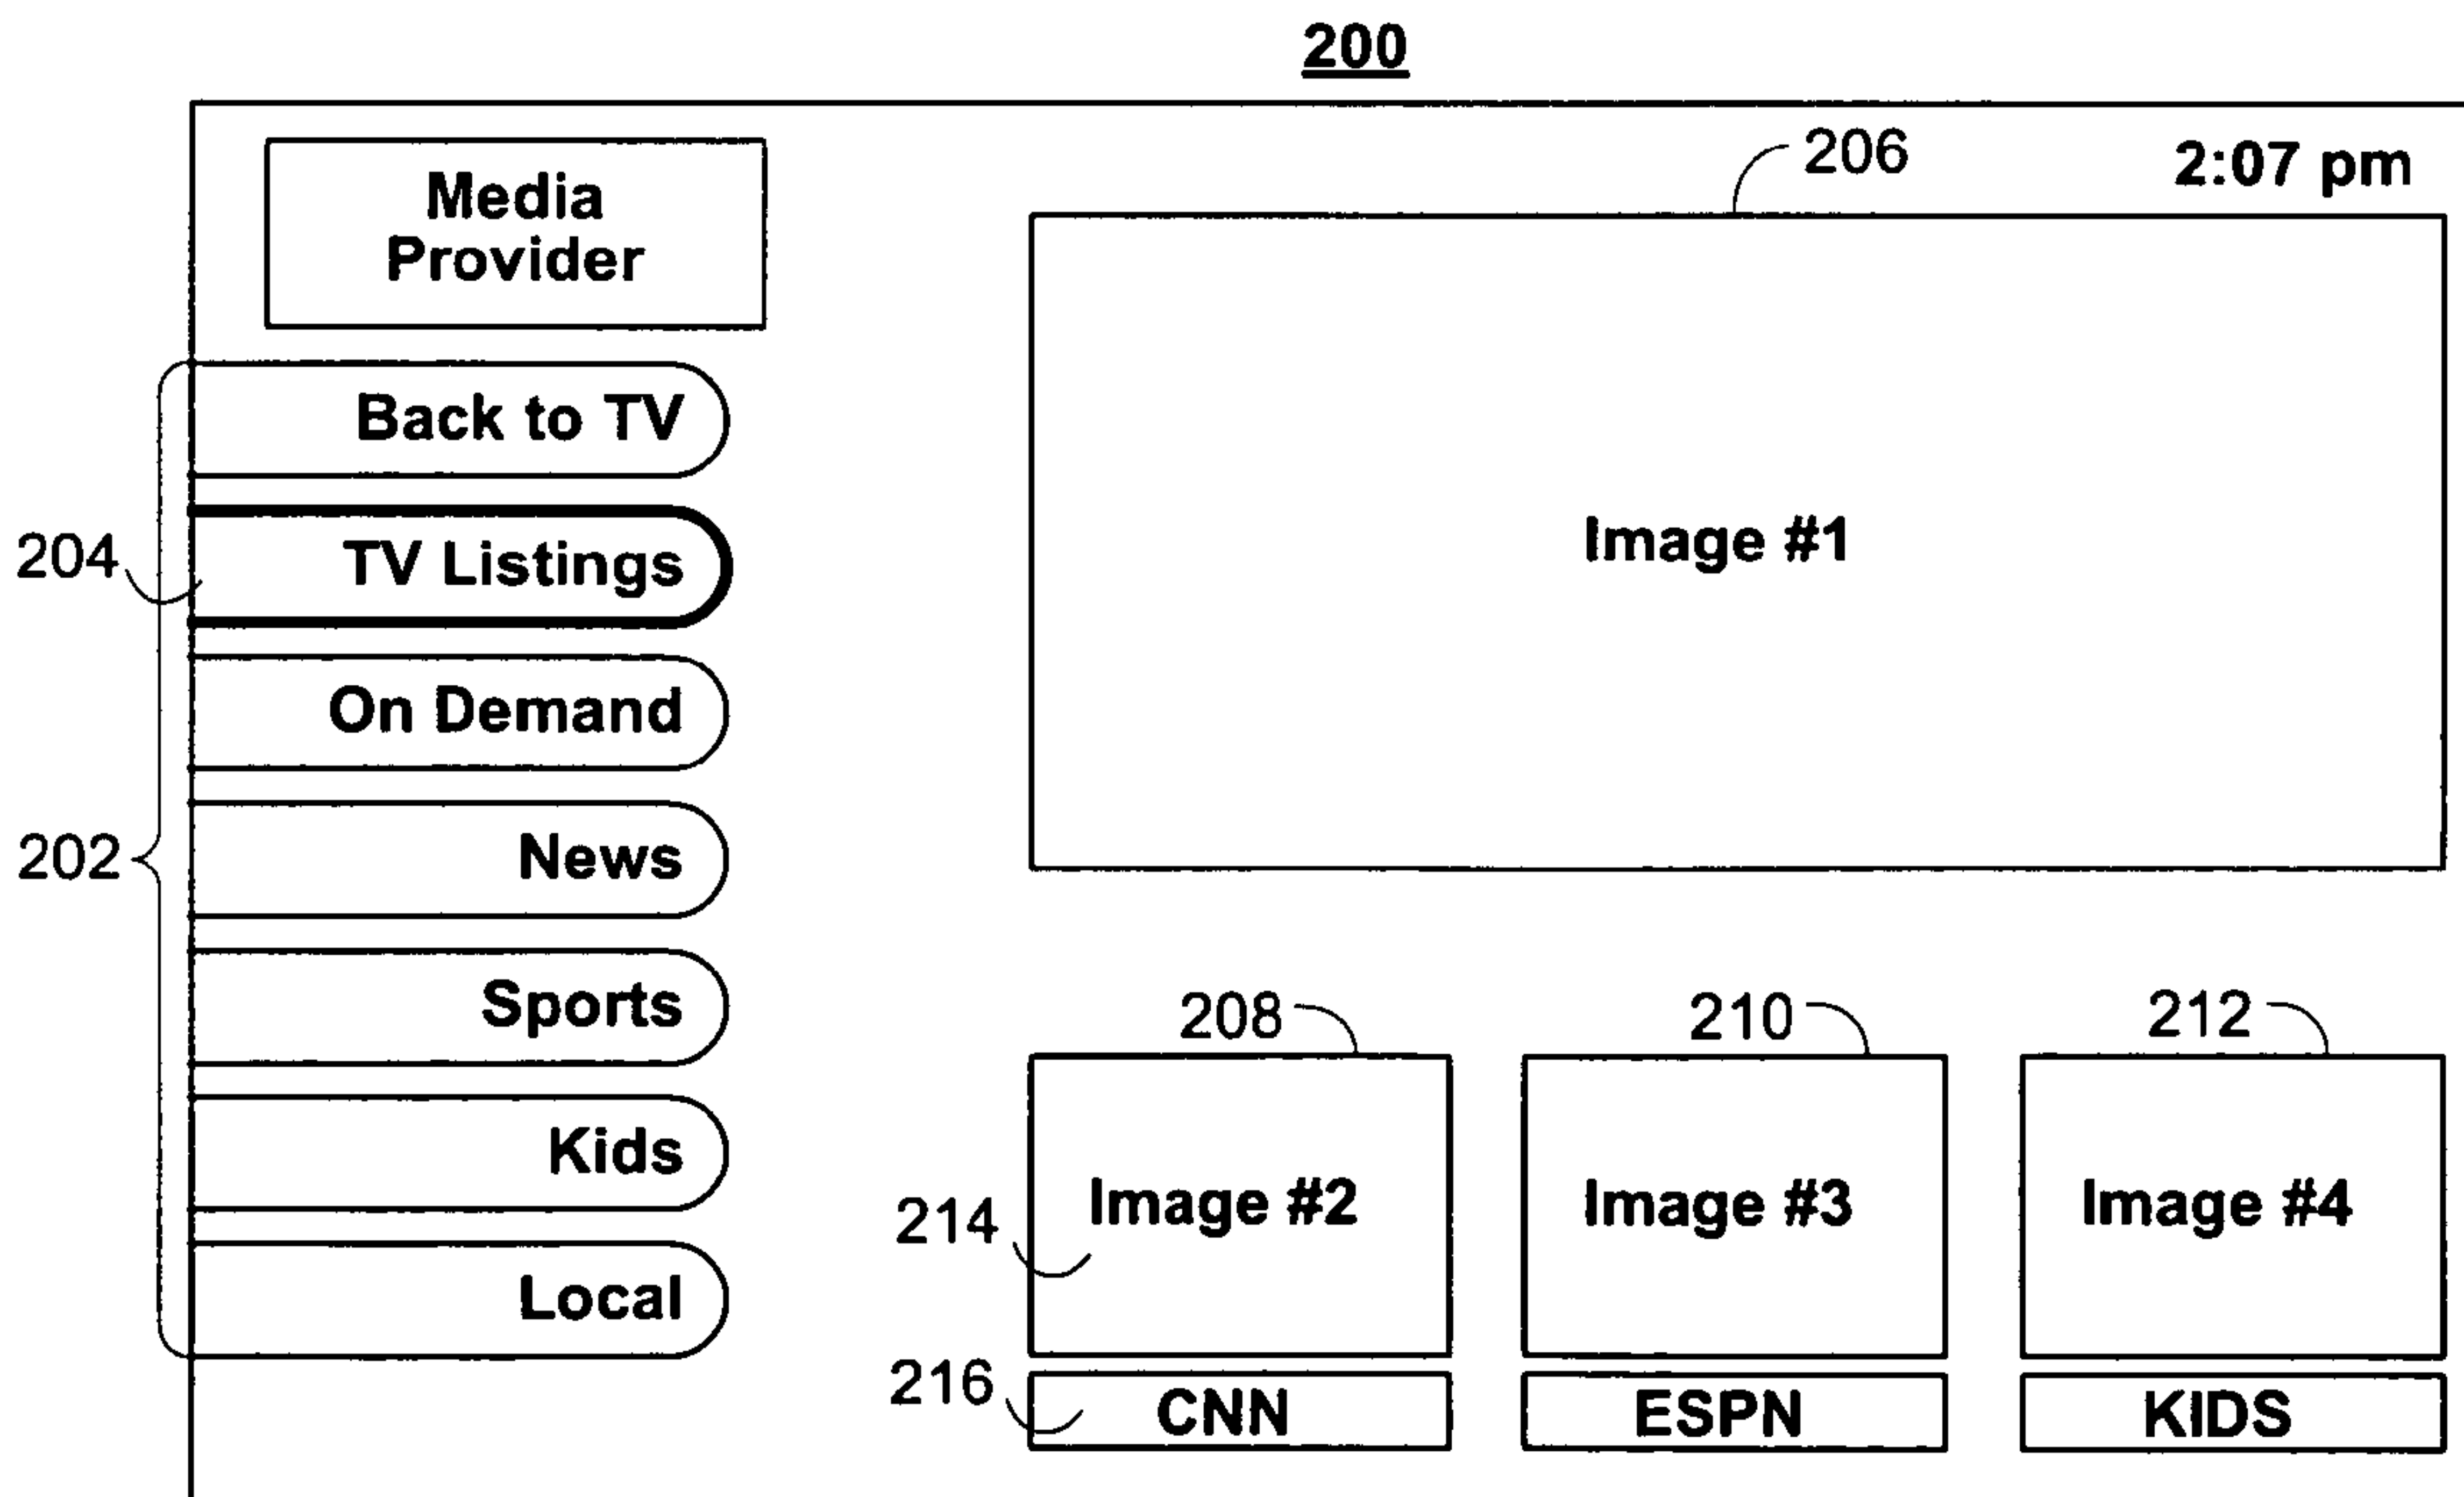 200
206
2:07 pm
Media
Provider
Back to TV
204
TV Listings
Image #1
On Demand
202
News
Sports
Kids
Local
208
210
212
214
Image #2
Image #3
Image #4
216
CNN
ESPN
KIDS